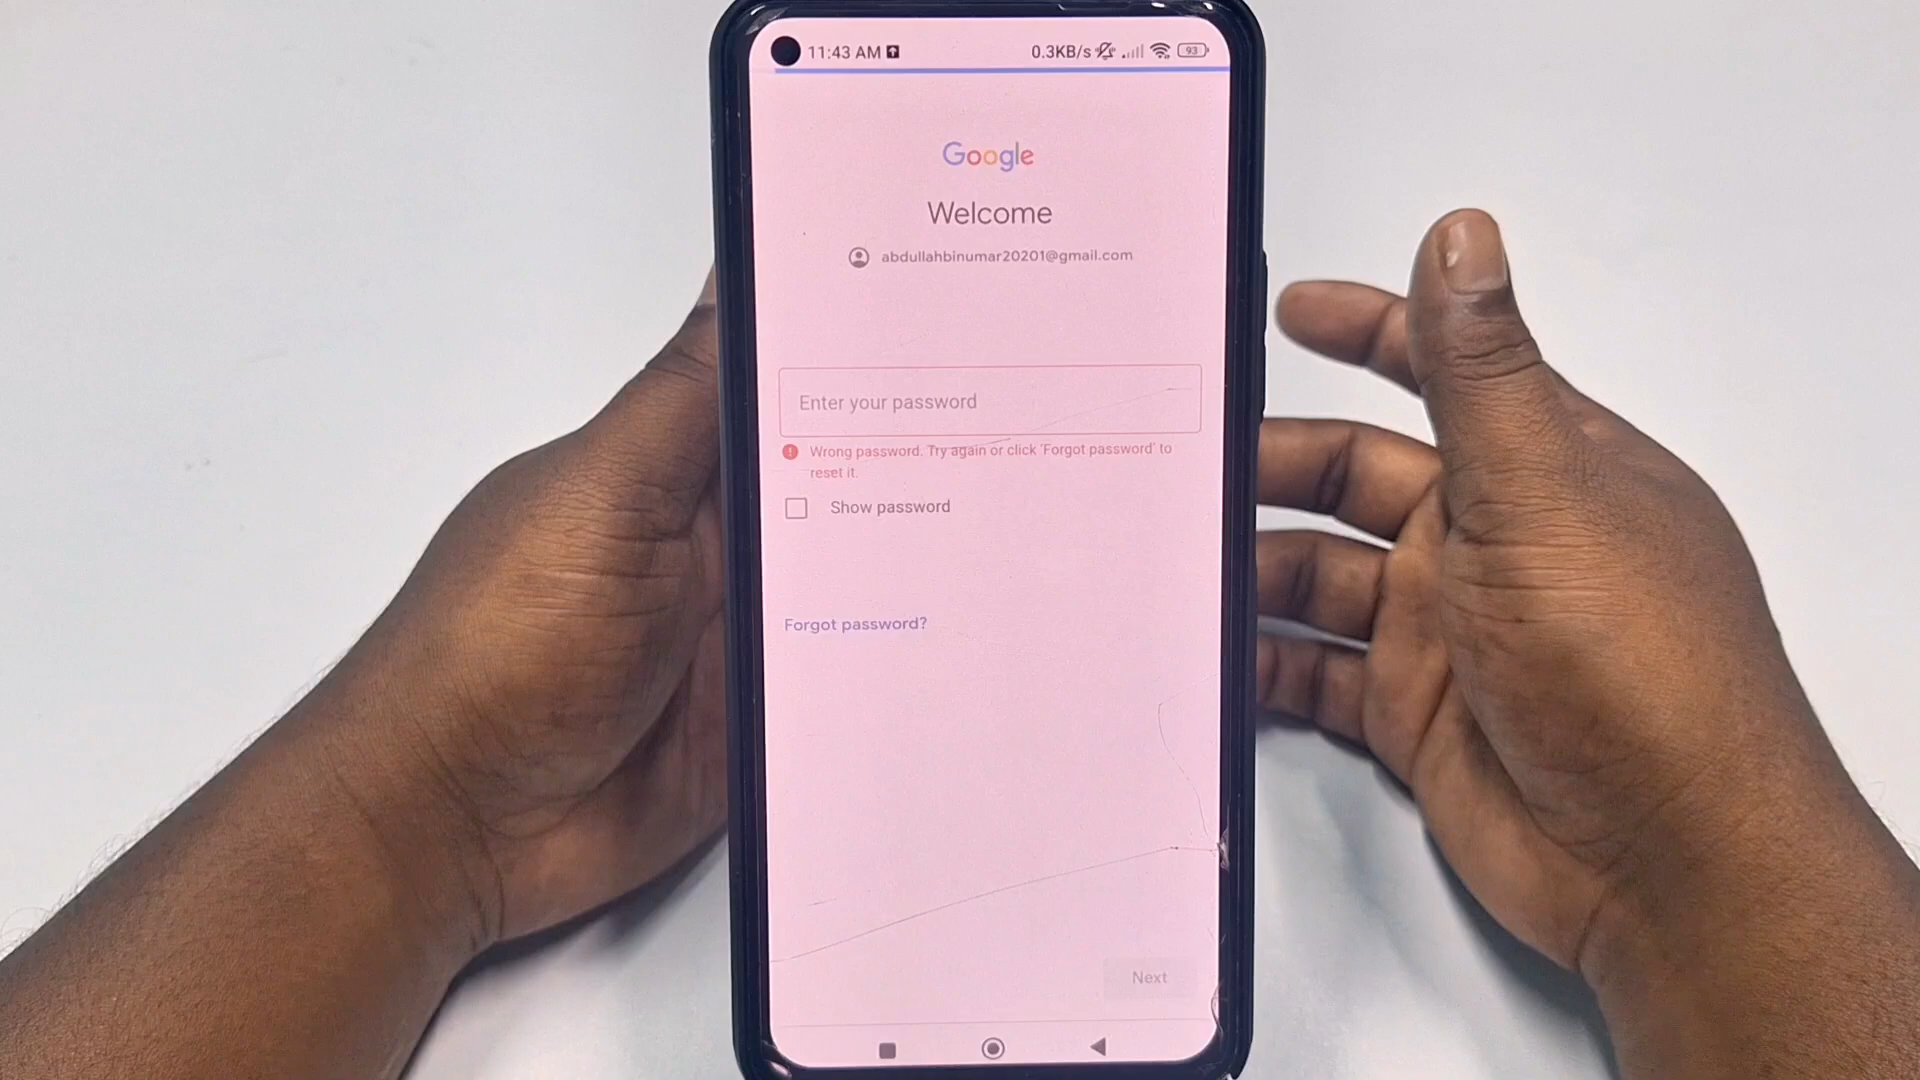 11:43 AM 0.3KB/s 93
Google
Welcome
abdullahbinumar20201@gmail.com
Enter your password
Wrong password. Try again or click 'Forgot password' to
reset it.
Show password
Forgot password?
Next